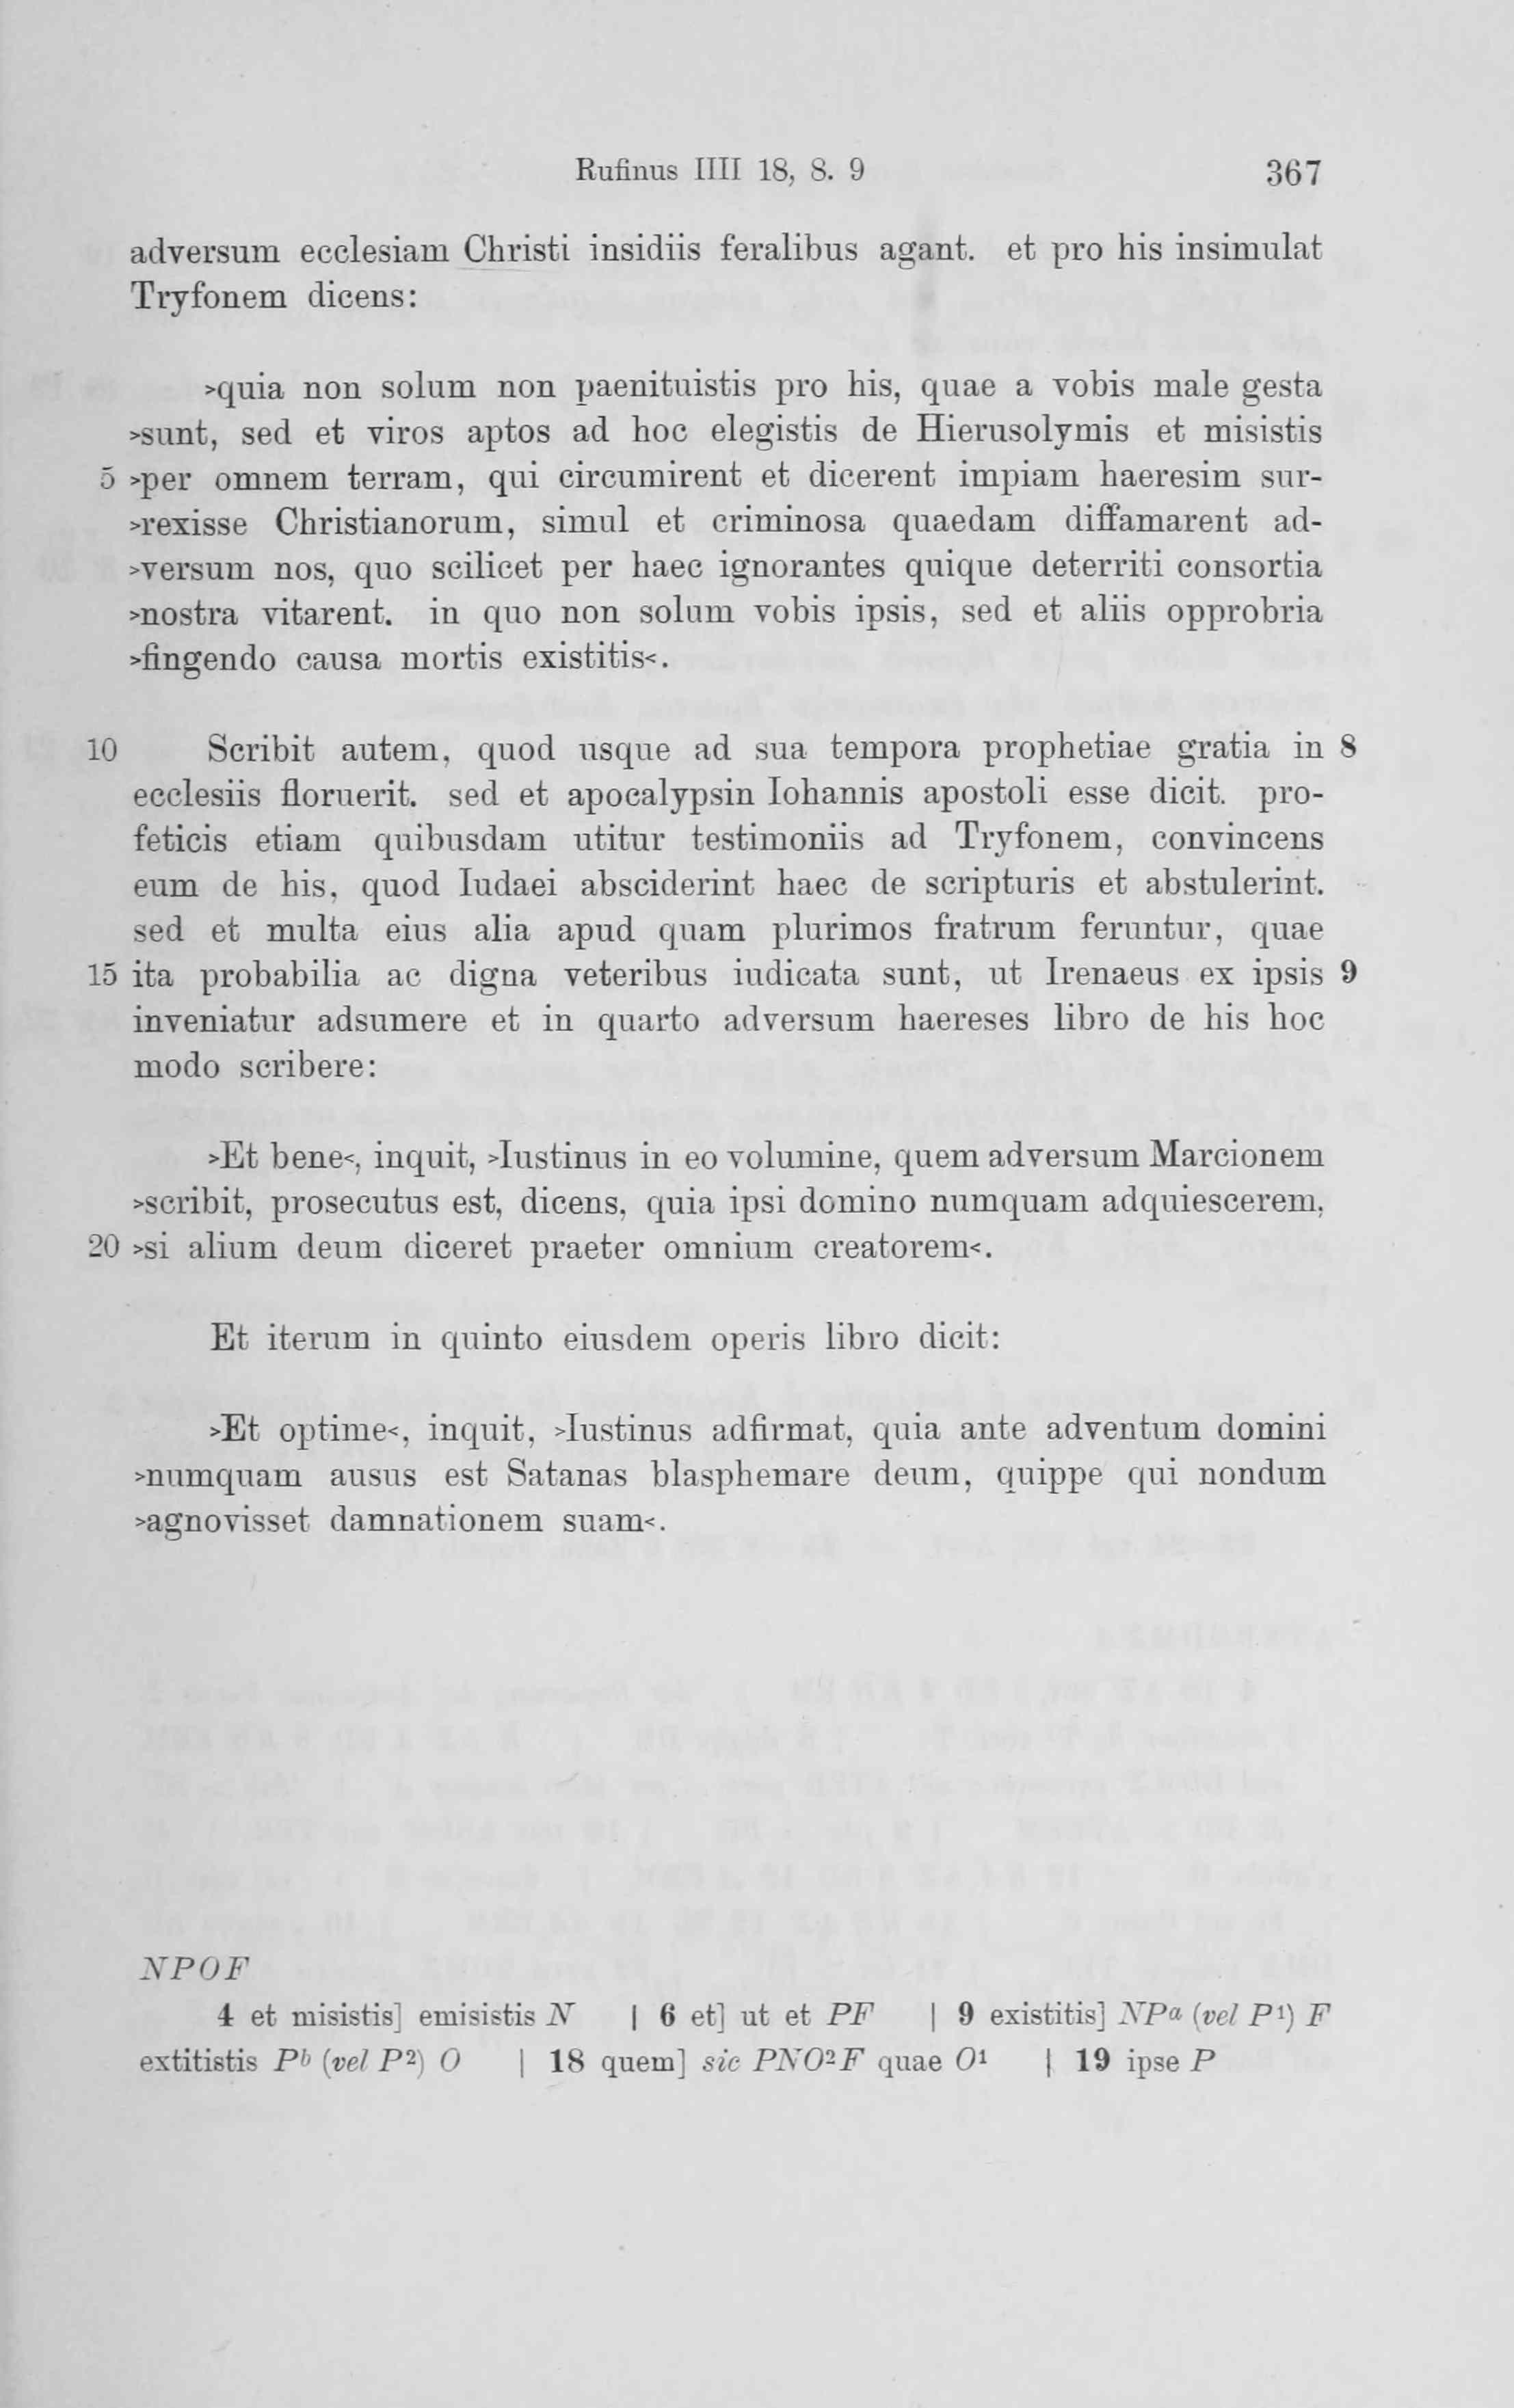 Rufinus IIII 18, 8. 9 367
adversum ecclesiam Christi insidiis feralibus agant. et pro his insimulat
Tryfonem dicens:
>quia non solum non paenituistis pro his, quae a vobis male gesta
>sunt, sed et viros aptos ad hoc elegistis de Hierusolymis et misistis
5 >per omnem terram, qui circumirent et dicerent impiam haeresim sur-
>rexisse Christianorum, simul et criminosa quaedam diffamarent ad-
>versum nos, quo scilicet per haec ignorantes quique deterriti consortia
>nostra vitarent. in quo non solum vobis ipsis, sed et aliis opprobria
>fingendo causa mortis existitis<.
10 Scribit autem, quod usque ad sua tempora prophetiae gratia in 8
ecclesiis floruerit. sed et apocalypsin Iohannis apostoli esse dicit. pro-
feticis etiam quibusdam utitur testimoniis ad Tryfonem, convincens
eum de his, quod Iudaei absciderint haec de scripturis et abstulerint.
sed et multa eius alia apud quam plurimos fratrum feruntur, quae
15 ita probabilia ac digna veteribus iudicata sunt, ut Irenaeus ex ipsis 9
inveniatur adsumere et in quarto adversum haereses libro de his hoc
modo scribere:
>Et bene<, inquit, >Iustinus in eo volumine, quem adversum Marcionem
>scribit, prosecutus est, dicens, quia ipsi domino numquam adquiescerem,
20 >si alium deum diceret praeter omnium creatorem<.
Et iterum in quinto eiusdem operis libro dicit:
>Et optime<, inquit, >Iustinus adfirmat, quia ante adventum domini
>numquam ausus est Satanas blasphemare deum, quippe qui nondum
>agnovisset damnationem suam<.
NPOF
4 et misistis] emisistis N | 6 et] ut et PF | 9 existitis] NPa (vel P1) F
extitistis Pb (vel P2) O | 18 quem] sic PNO2F quae O1 | 19 ipse P